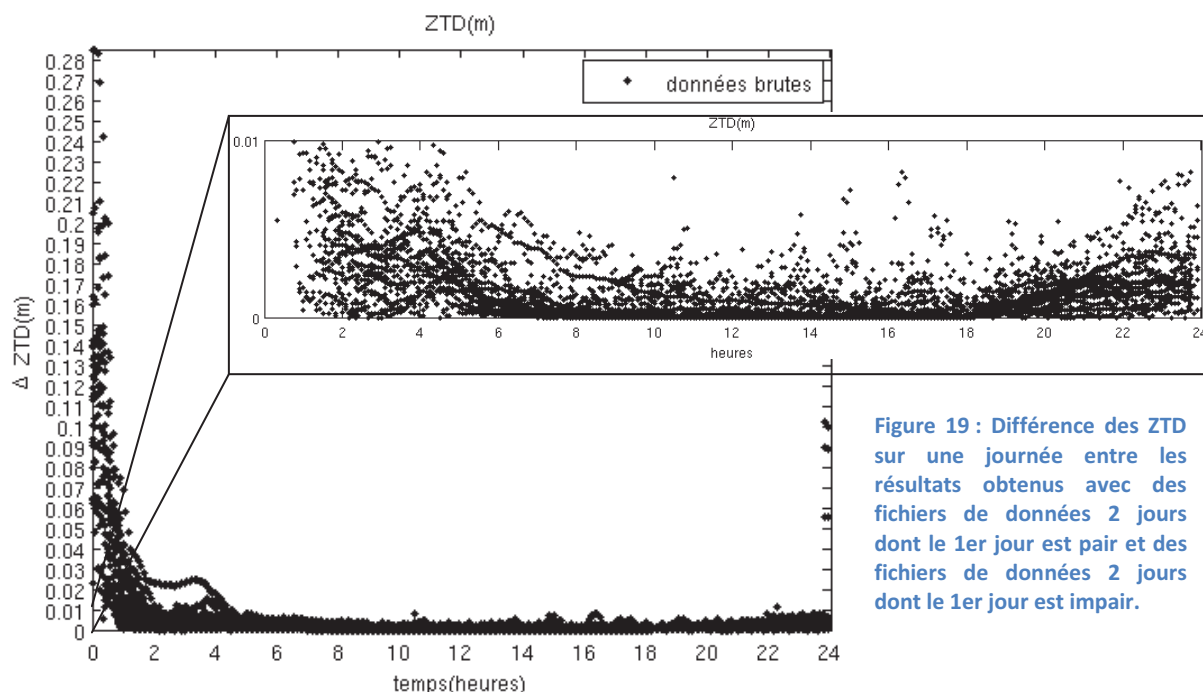 ZTD(m)
0.28
0.27
0.26
0.25
0.24
0.23
0.22
0.21
0.2
0.19
0.18
0.17
0.16
0.15
0.14
0.13
0.12
0.11
0.1
0.09
0.08
0.07
0.06
0.05
0.04
0.03
0.02
0.01
0
Δ ZTD(m)
données brutes
ZTD(m)
0.01
0
0 2 4 6 8 10 12 14 16 18 20 22 24
heures
0 2 4 6 8 10 12 14 16 18 20 22 24
temps(heures)
Figure 19 : Différence des ZTD
sur une journée entre les
résultats obtenus avec des
fichiers de données 2 jours
dont le 1er jour est pair et des
fichiers de données 2 jours
dont le 1er jour est impair.